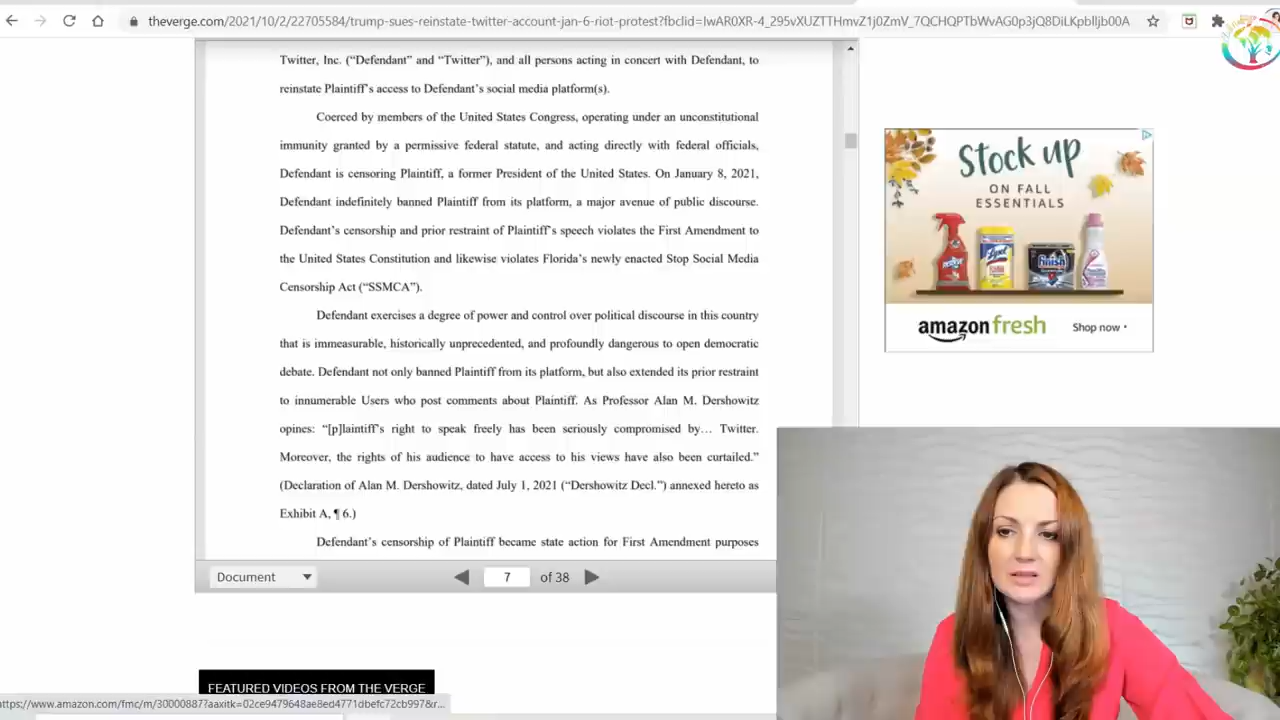 theverge.com/2021/10/2/22705584/trump-sues-reinstate-twitter-account-jan-6-riot-protest?fbclid=
Twitter, Inc. (“Defendant” and “Twitter”), and all persons acting in concert with Defendant, to
reinstate Plaintiff’s access to Defendant’s social media platform(s).
Coerced by members of the United States Congress, operating under an unconstitutional
immunity granted by a permissive federal statute, and acting directly with federal officials,
Defendant is censoring Plaintiff, a former President of the United States. On January 8, 2021,
Defendant indefinitely banned Plaintiff from its platform, a major avenue of public discourse.
Defendant’s censorship and prior restraint of Plaintiff’s speech violates the First Amendment to
the United States Constitution and likewise violates Florida’s newly enacted Stop Social Media
Censorship Act (“SSMCA”).
Defendant exercises a degree of power and control over political discourse in this country
that is immeasurable, historically unprecedented, and profoundly dangerous to open democratic
debate. Defendant not only banned Plaintiff from its platform, but also extended its prior restraint
to innumerable Users who post comments about Plaintiff. As Professor Alan M. Dershowitz
opines: “[p]laintiff’s right to speak freely has been seriously compromised by… Twitter.
Moreover, the rights of his audience to have access to his views have also been curtailed.”
(Declaration of Alan M. Dershowitz, dated July 1, 2021 (“Dershowitz Decl.”) annexed hereto as
Exhibit A, ¶ 6.)
Defendant’s censorship of Plaintiff became state action for First Amendment purposes
Document
7 of 38
Stock up
ON FALL
ESSENTIALS
Lysol
finish
amazon fresh
Shop now
FEATURED VIDEOS FROM THE VERGE
https://www.amazon.com/fmc/m/30000887?aaxitk=02ce9479648ae8ed4771dbefc72cb997&r...